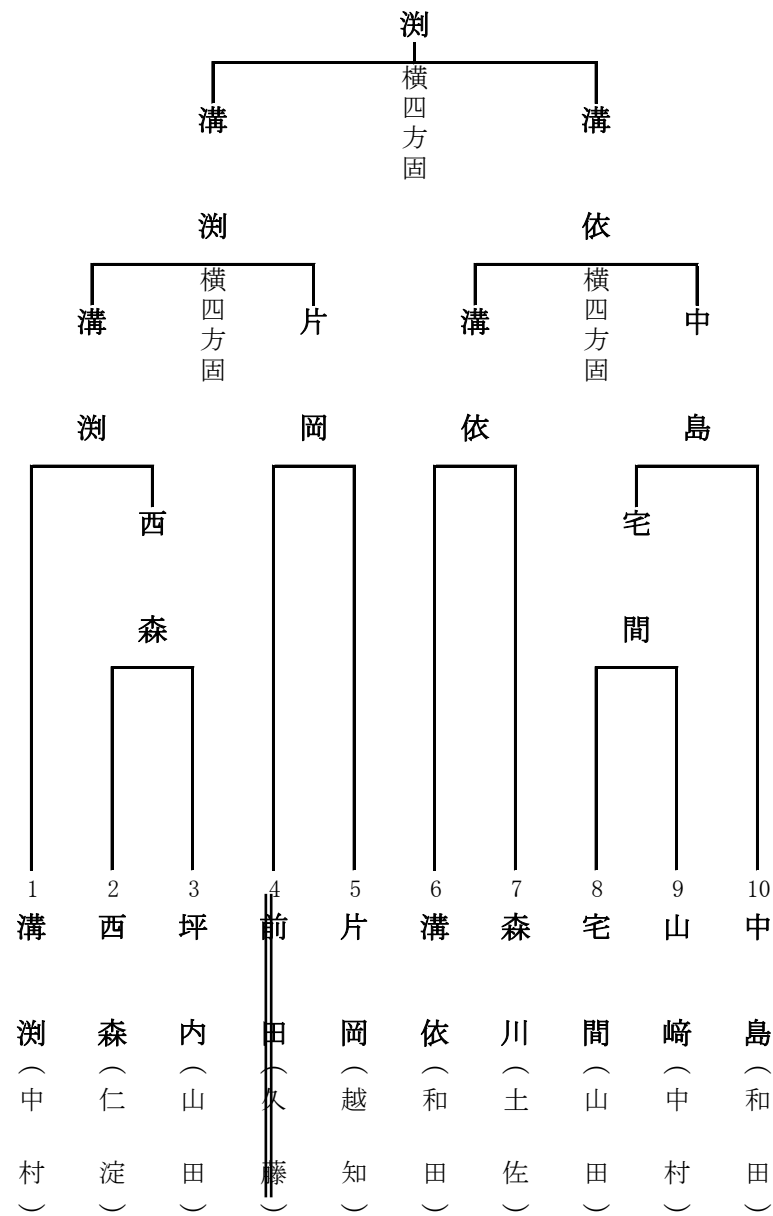 渕
横四方固
溝渕
溝依
横四方固
横四方固
溝渕
片岡
溝依
中島
西森
宅間
1
溝渕(中村)
2
西森(仁淀)
3
坪内(山田)
4
前田(久藤)
5
片岡(越知)
6
溝依(和田)
7
森川(土佐)
8
宅間(山田)
9
山﨑(中村)
10
中島(和田)